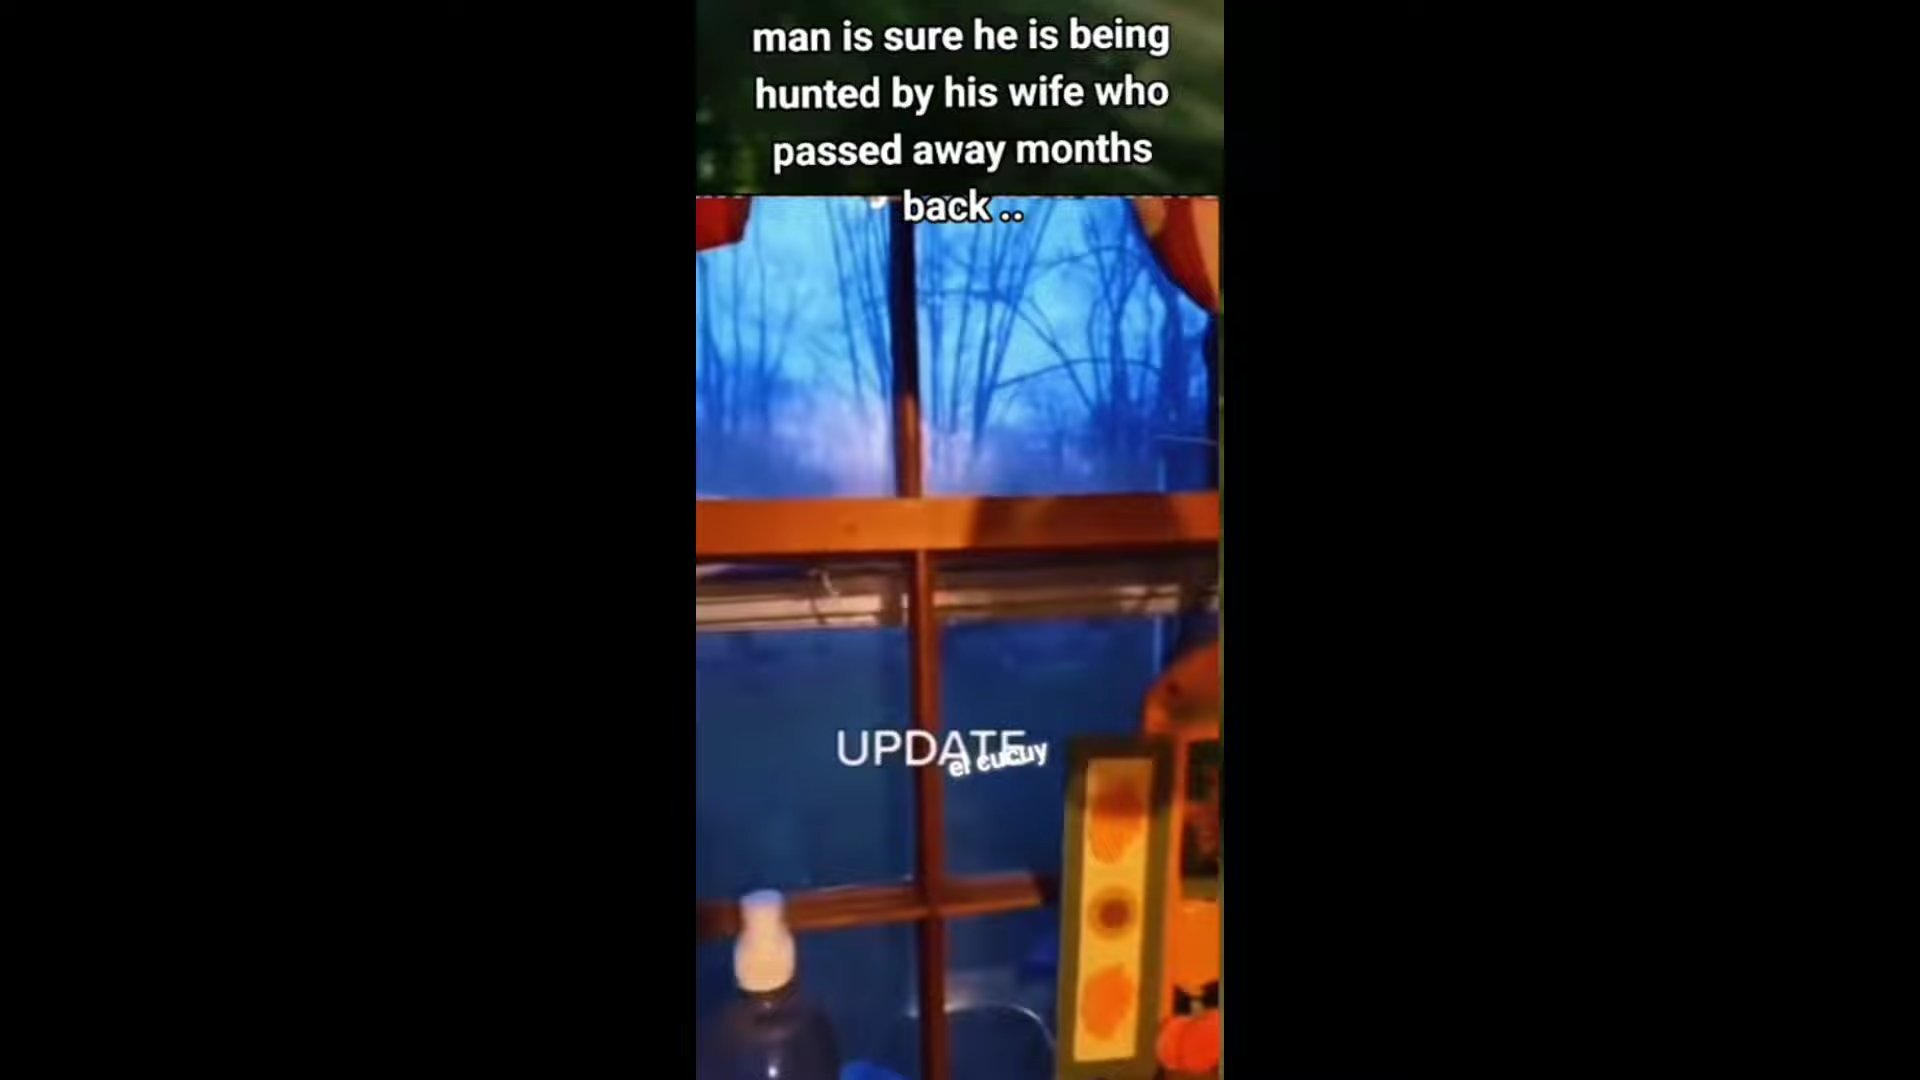 man is sure he is being
hunted by his wife who
passed away months
back ..
UPDATE
el cucuy